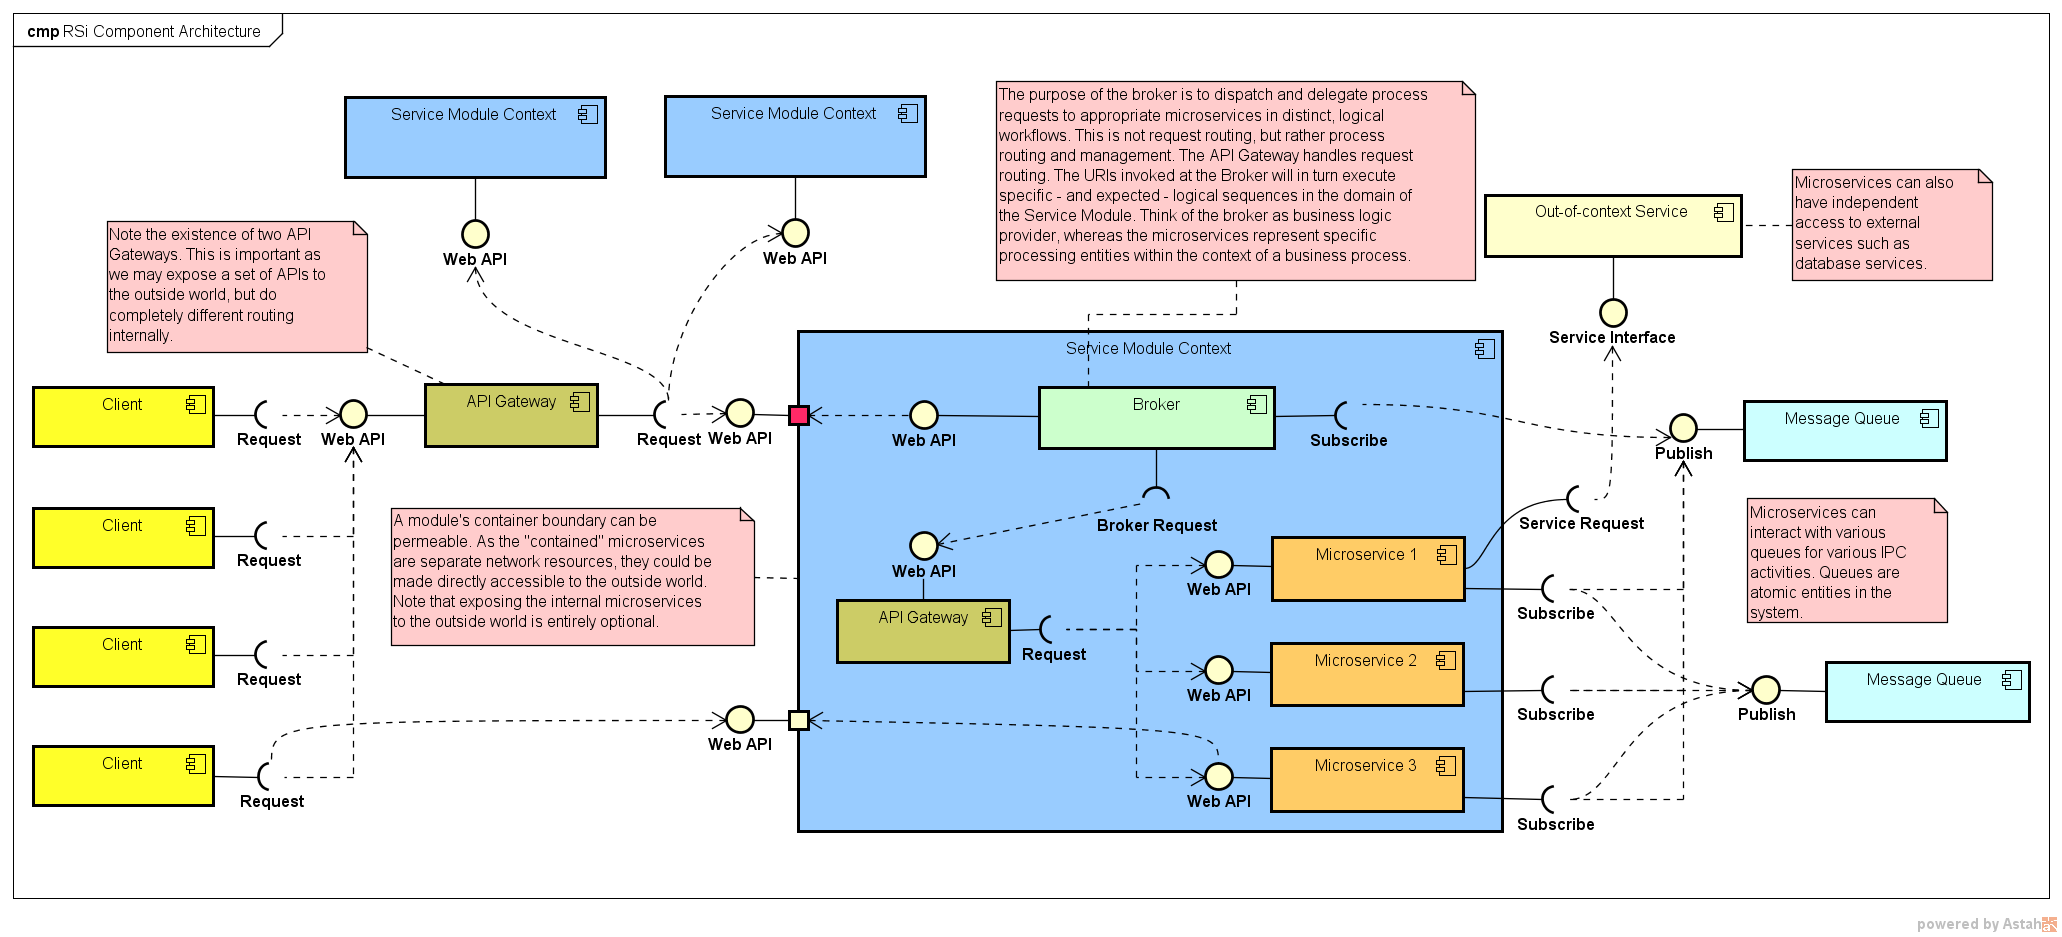 cmp RSi Component Architecture
Service Module Context
Service Module Context
The purpose of the broker is to dispatch and delegate process
requests to appropriate microservices in distinct, logical
workflows. This is not request routing, but rather process
routing and management. The API Gateway handles request
routing. The URIs invoked at the Broker will in turn execute
specific - and expected - logical sequences in the domain of
the Service Module. Think of the broker as business logic
provider, whereas the microservices represent specific
processing entities within the context of a business process.
Out-of-context Service
Microservices can also
have independent
access to external
services such as
database services.
Note the existence of two API
Gateways. This is important as
we may expose a set of APIs to
the outside world, but do
completely different routing
internally.
Web API
Web API
Service Interface
Service Module Context
Client
Request
Web API
API Gateway
Request
Web API
Web API
Broker
Subscribe
Publish
Message Queue
Client
Request
A module's container boundary can be
permeable. As the "contained" microservices
are separate network resources, they could be
made directly accessible to the outside world.
Note that exposing the internal microservices
to the outside world is entirely optional.
Broker Request
Service Request
Microservices can
interact with various
queues for various IPC
activities. Queues are
atomic entities in the
system.
Web API
API Gateway
Request
Web API
Microservice 1
Subscribe
Client
Request
Web API
Microservice 2
Subscribe
Publish
Message Queue
Client
Request
Web API
Web API
Microservice 3
Subscribe
powered by Astah